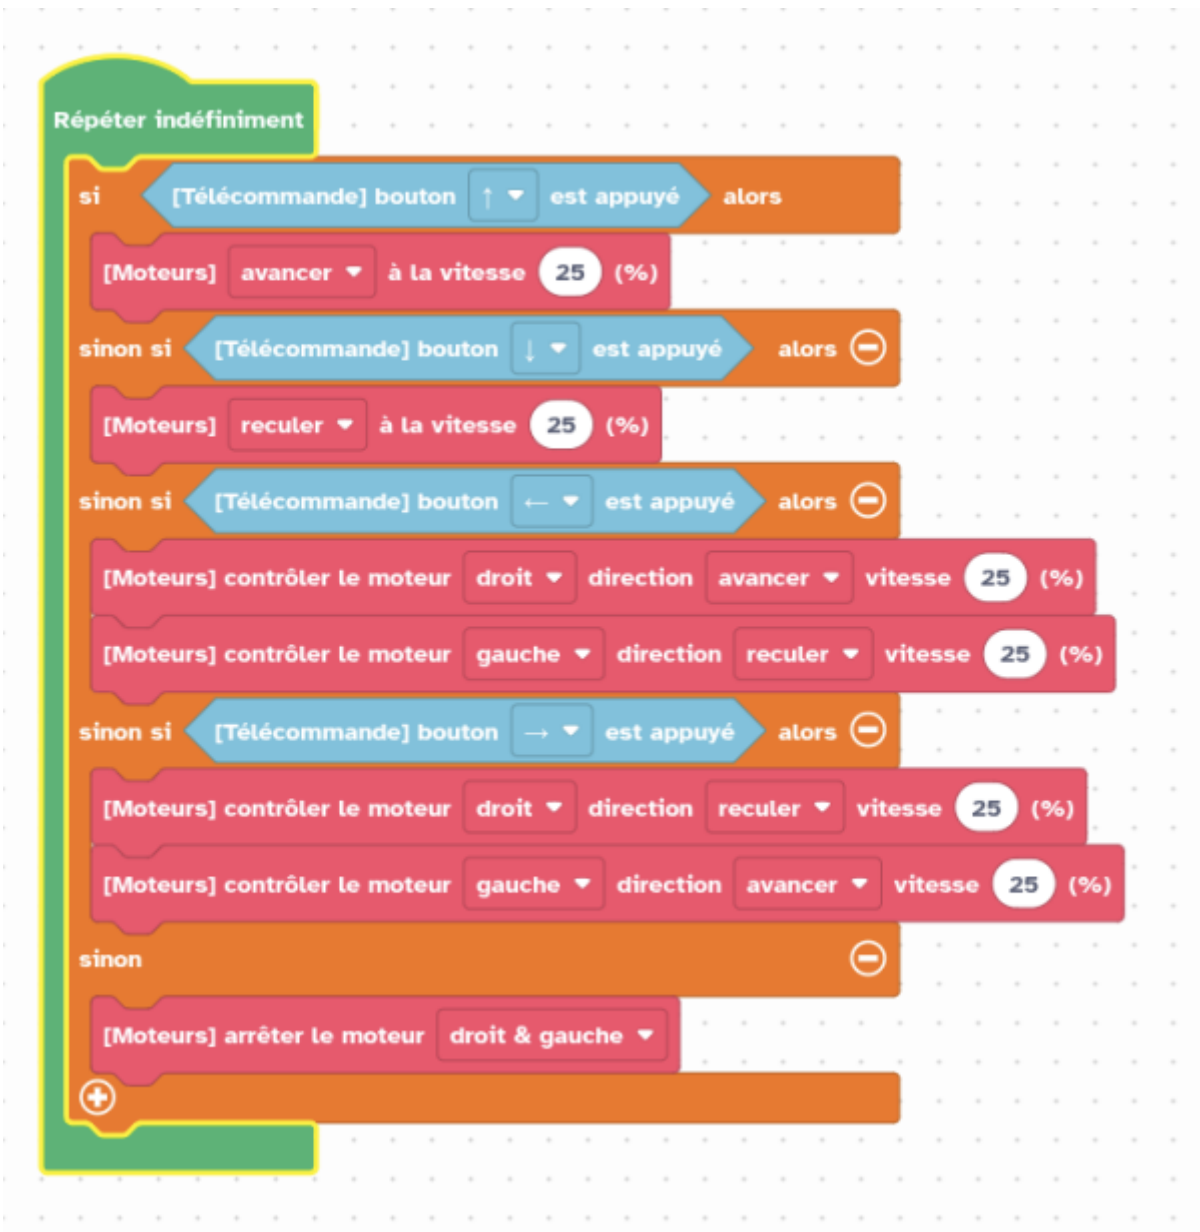 Répéter indéfiniment
si [Télécommande] bouton ↑ est appuyé alors
[Moteurs] avancer à la vitesse 25 (%)
sinon si [Télécommande] bouton ↓ est appuyé alors
[Moteurs] reculer à la vitesse 25 (%)
sinon si [Télécommande] bouton ← est appuyé alors
[Moteurs] contrôler le moteur droit direction avancer vitesse 25 (%)
[Moteurs] contrôler le moteur gauche direction reculer vitesse 25 (%)
sinon si [Télécommande] bouton → est appuyé alors
[Moteurs] contrôler le moteur droit direction reculer vitesse 25 (%)
[Moteurs] contrôler le moteur gauche direction avancer vitesse 25 (%)
sinon
[Moteurs] arrêter le moteur droit & gauche